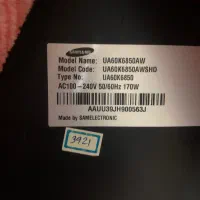 SAMSUNG
Model Name: UA60K6850AW
Model Code: UA60K6850AWSHD
Type No: UA60K6850
AC100-240V 50/60Hz 170W
AAUU39JH900563J
Made by SAMELECTRONIC
3921